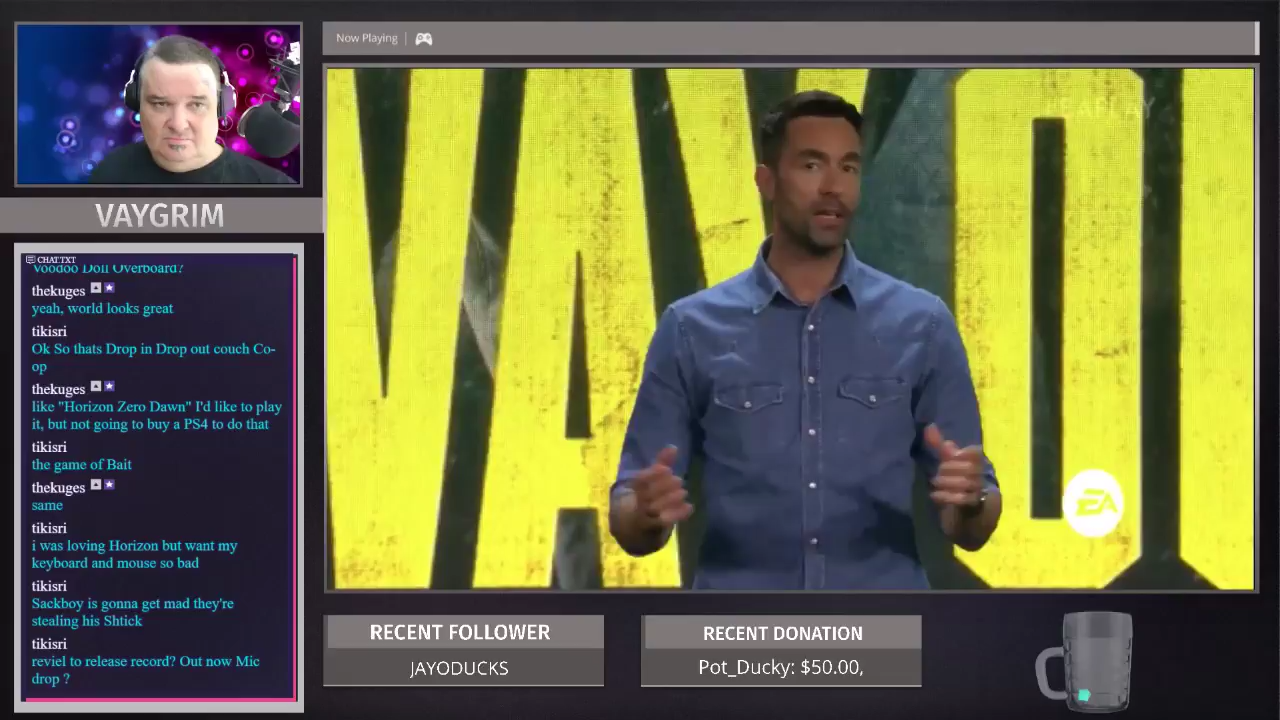 Now Playing
VAYO
#EAPLAY
EA
VAYGRIM
CHAT.TXT
Voodoo Doll Overboard?
thekuges
yeah, world looks great
tikisri
Ok So thats Drop in Drop out couch Co-
op
thekuges
like "Horizon Zero Dawn" I'd like to play
it, but not going to buy a PS4 to do that
tikisri
the game of Bait
thekuges
same
tikisri
i was loving Horizon but want my
keyboard and mouse so bad
tikisri
Sackboy is gonna get mad they're
stealing his Shtick
tikisri
reviel to release record? Out now Mic
drop ?
RECENT FOLLOWER
JAYODUCKS
RECENT DONATION
Pot_Ducky: $50.00,